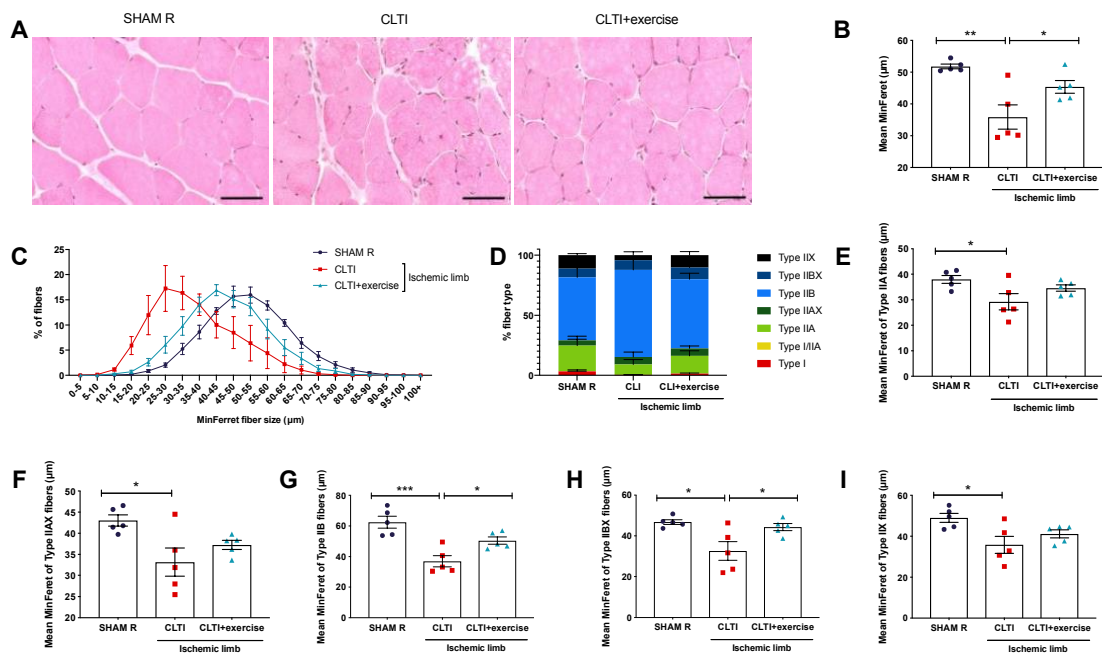 SHAM R
CLTI
CLTI+exercise
A
B
Mean MinFeret (µm)
60
50
40
30
20
**
*
SHAM R
CLTI
CLTI+exercise
Ischemic limb
C
% of fibers
25
20
15
10
5
0
SHAM R
CLTI
CLTI+exercise
Ischemic limb
0-5
5-10
10-15
15-20
20-25
25-30
30-35
35-40
40-45
45-50
50-55
55-60
60-65
65-70
70-75
75-80
80-85
85-90
90-95
95-100
100+
MinFerret fiber size (µm)
D
% fiber type
100
50
0
SHAM R
CLI
CLTI+exercise
Ischemic limb
Type IIX
Type IIBX
Type IIB
Type IIAX
Type IIA
Type I/IIA
Type I
E
Mean MinFeret of Type IIA fibers (µm)
50
40
30
20
10
0
*
SHAM R
CLTI
CLTI+exercise
Ischemic limb
F
Mean MinFeret of Type IIAX fibers (µm)
50
45
40
35
30
25
20
*
SHAM R
CLTI
CLTI+exercise
Ischemic limb
G
Mean MinFeret of Type IIB fibers (µm)
80
60
40
20
0
***
*
SHAM R
CLTI
CLTI+exercise
Ischemic limb
H
Mean MinFeret of Type IIBX fibers (µm)
60
40
20
0
*
*
SHAM R
CLTI
CLTI+exercise
Ischemic limb
I
Mean MinFeret of Type IIX fibers (µm)
60
40
20
0
*
SHAM R
CLTI
CLTI+exercise
Ischemic limb